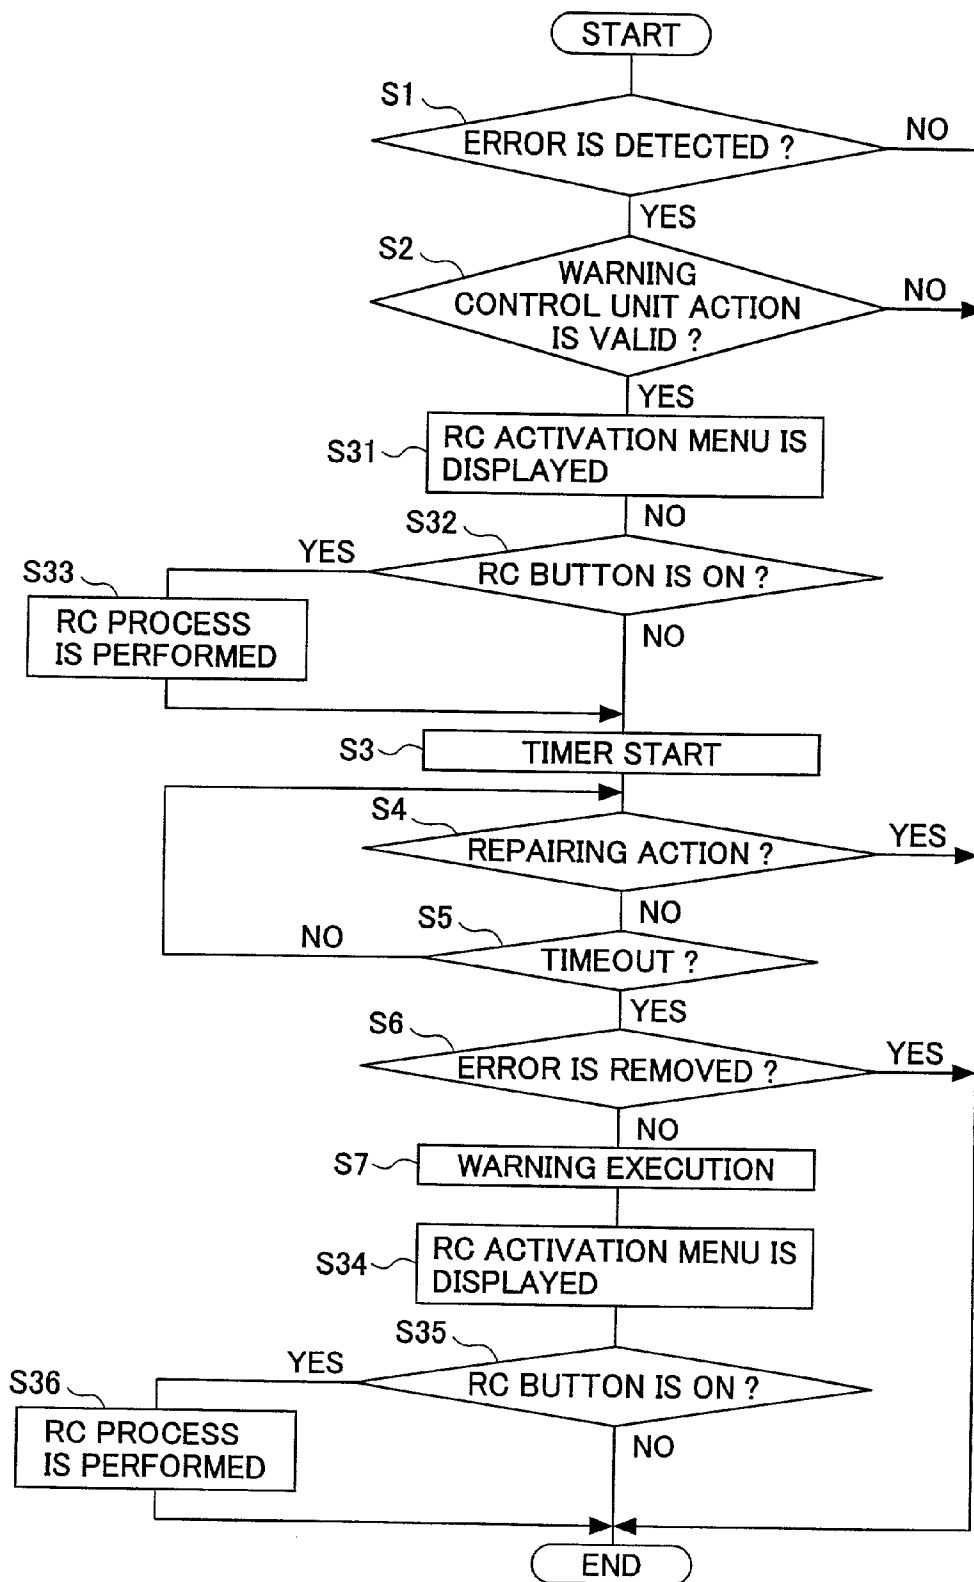 START
S1
ERROR IS DETECTED ?
NO
YES
S2
WARNING
CONTROL UNIT ACTION
IS VALID ?
NO
YES
S31
RC ACTIVATION MENU IS
DISPLAYED
NO
S32
RC BUTTON IS ON ?
YES
S33
RC PROCESS
IS PERFORMED
NO
S3
TIMER START
S4
REPAIRING ACTION ?
YES
NO
S5
TIMEOUT ?
NO
YES
S6
ERROR IS REMOVED ?
YES
NO
S7
WARNING EXECUTION
S34
RC ACTIVATION MENU IS
DISPLAYED
S35
RC BUTTON IS ON ?
YES
S36
RC PROCESS
IS PERFORMED
NO
END